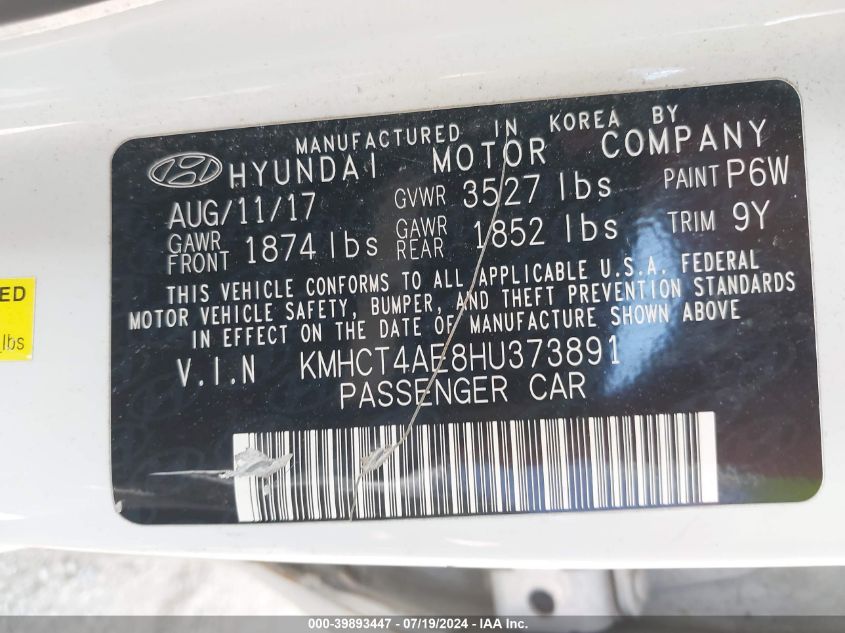 MANUFACTURED IN KOREA BY
HYUNDAI MOTOR COMPANY
AUG/11/17 GVWR 3527 lbs PAINT P6W
GAWR FRONT 1874 lbs GAWR REAR 1852 lbs TRIM 9Y
THIS VEHICLE CONFORMS TO ALL APPLICABLE U.S.A. FEDERAL
MOTOR VEHICLE SAFETY, BUMPER, AND THEFT PREVENTION STANDARDS
IN EFFECT ON THE DATE OF MANUFACTURE SHOWN ABOVE
V.I.N KMHCT4AE8HU373891
PASSENGER CAR
ED
lbs
000-39893447 - 07/19/2024 - IAA Inc.